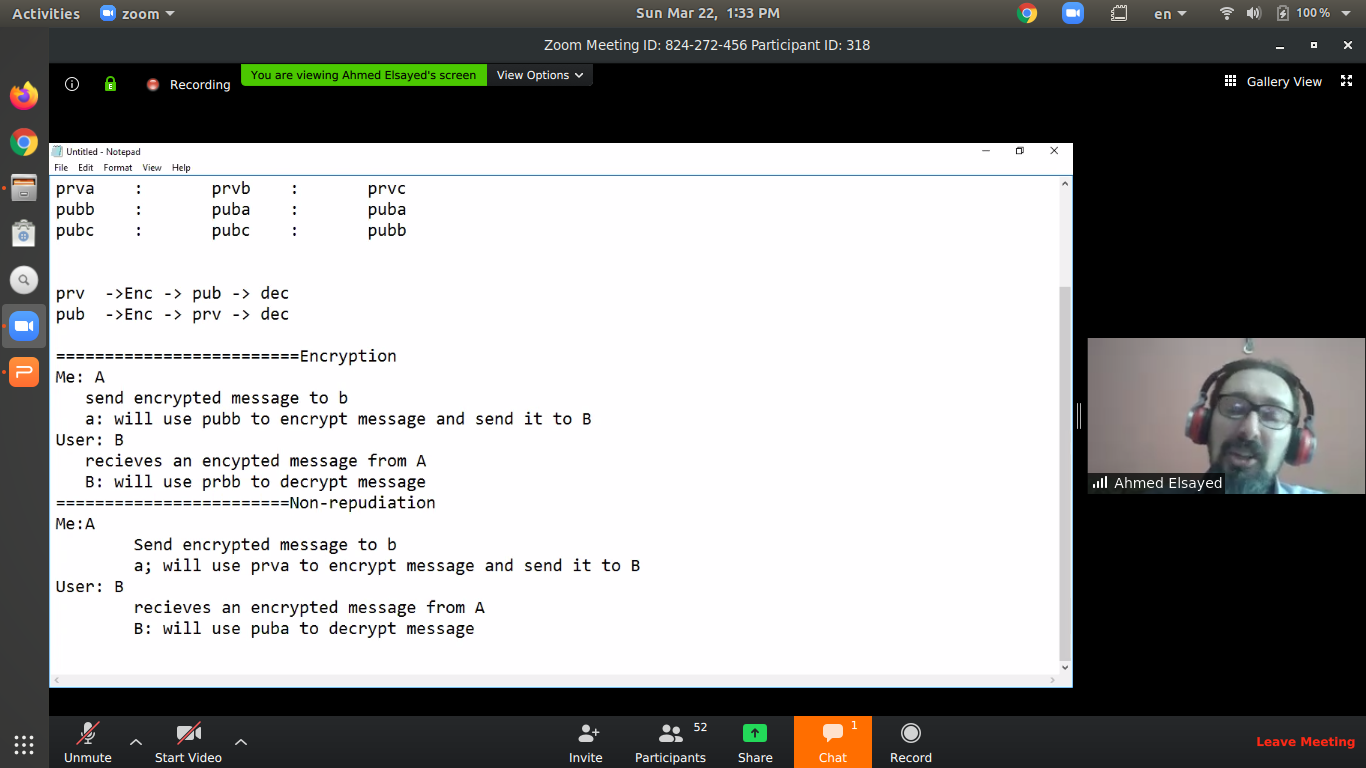 Activities zoom Sun Mar 22, 1:33 PM en 100 %
Zoom Meeting ID: 824-272-456 Participant ID: 318
Recording You are viewing Ahmed Elsayed's screen View Options Gallery View
Untitled - Notepad
File Edit Format View Help
prva : prvb : prvc
pubb : puba : puba
pubc : pubc : pubb
prv ->Enc -> pub -> dec
pub ->Enc -> prv -> dec
=========================Encryption
Me: A
send encrypted message to b
a: will use pubb to encrypt message and send it to B
User: B
recieves an encypted message from A
B: will use prbb to decrypt message
========================Non-repudiation
Me:A
Send encrypted message to b
a; will use prva to encrypt message and send it to B
User: B
recieves an encrypted message from A
B: will use puba to decrypt message
Ahmed Elsayed
52 1
Unmute Start Video Invite Participants Share Chat Record Leave Meeting